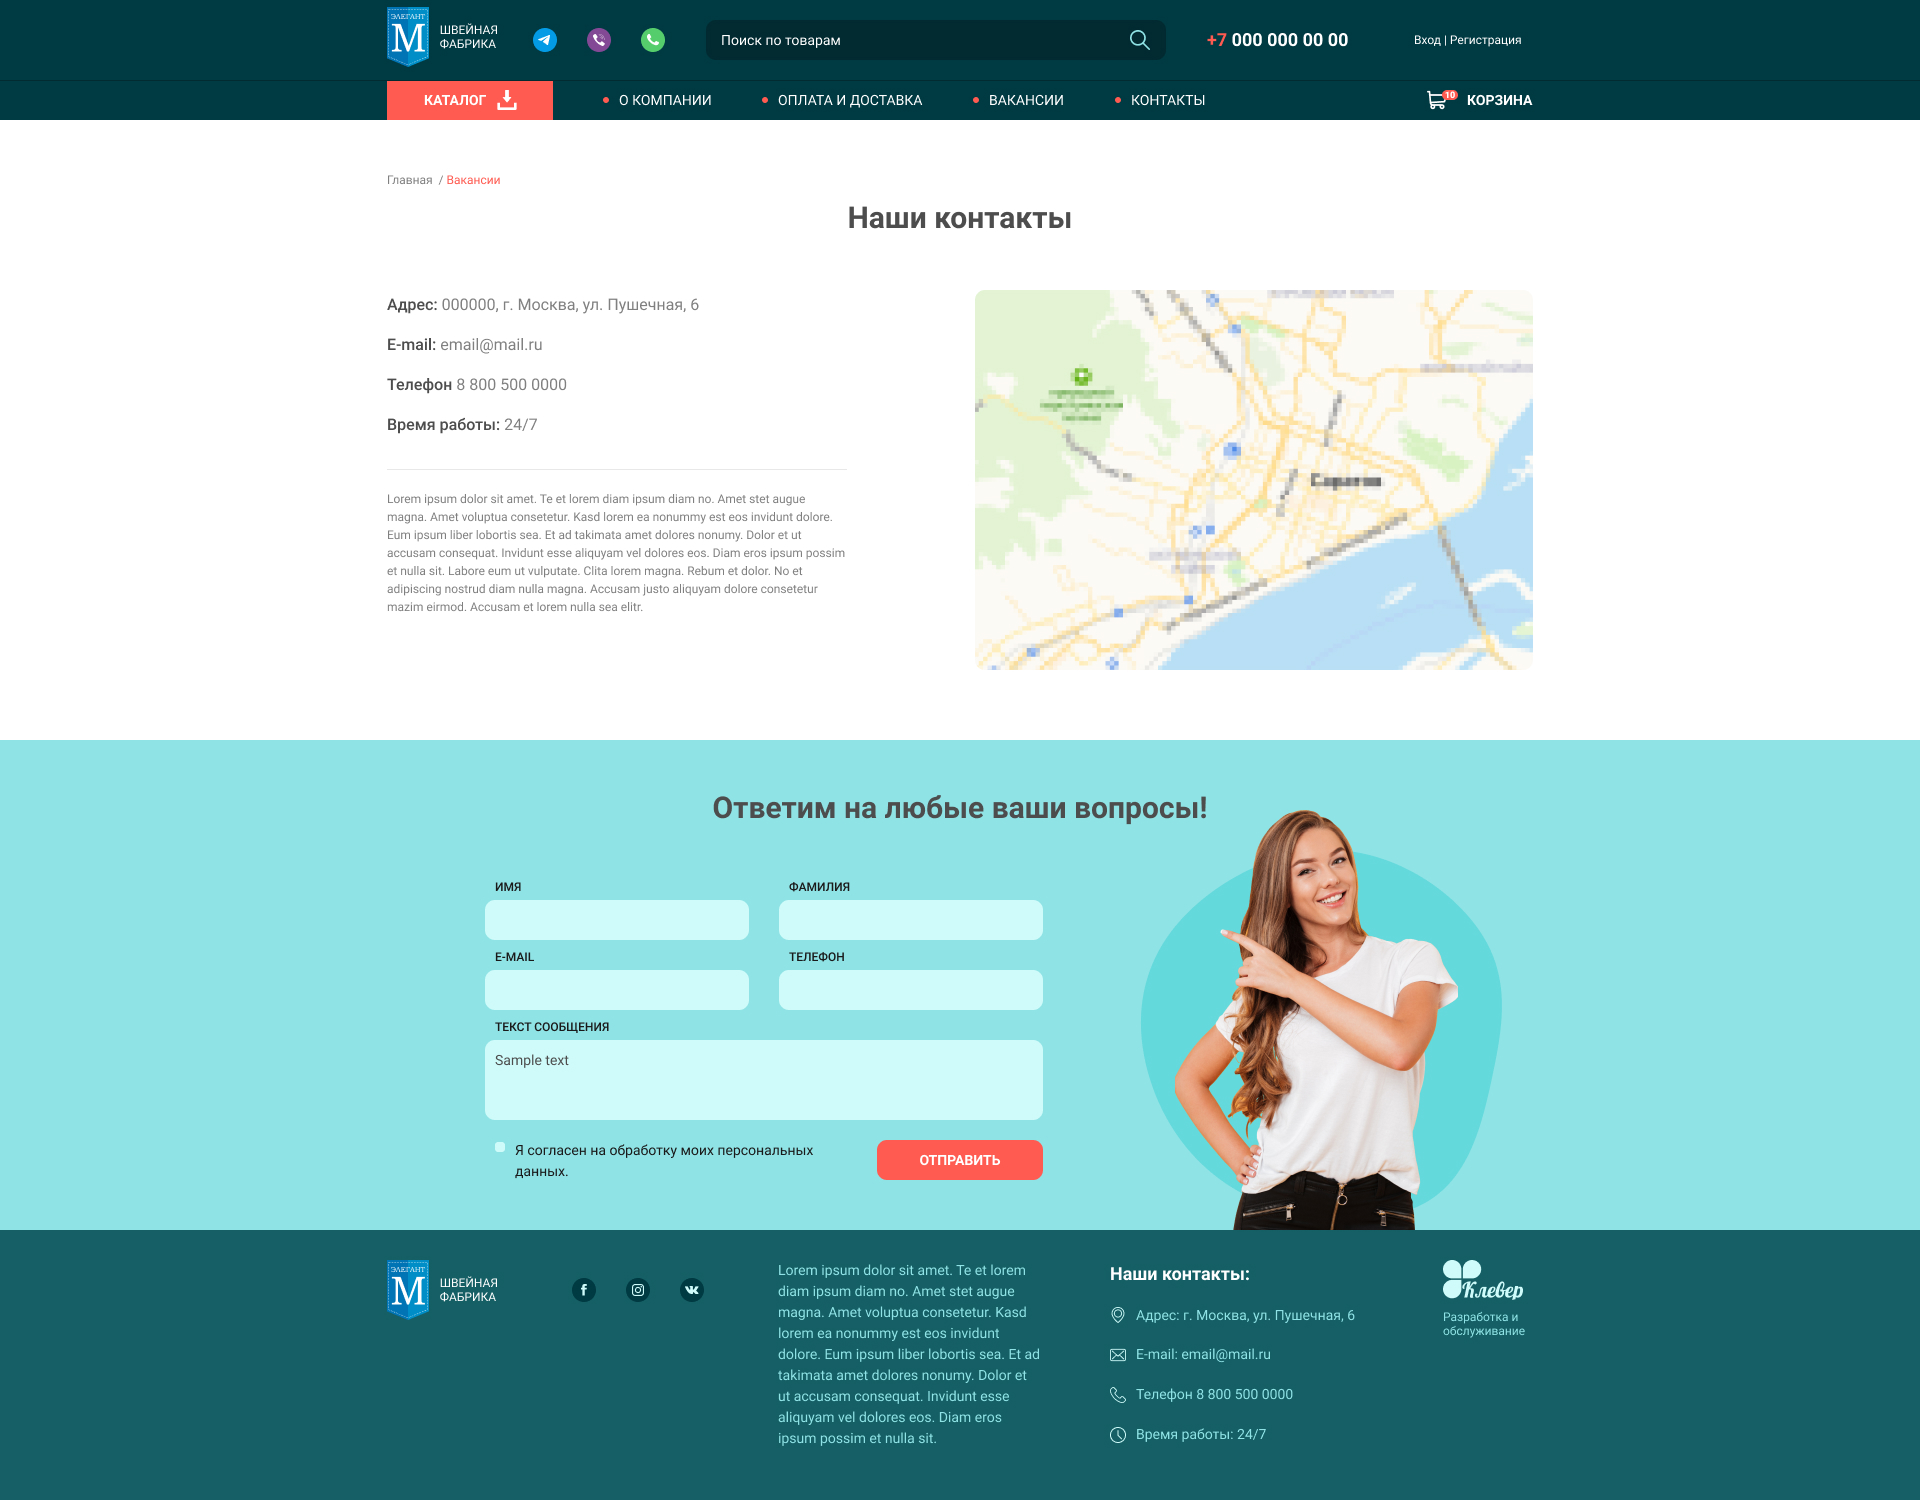 ЭЛЕГАНТ
М
ШВЕЙНАЯ
ФАБРИКА
Поиск по товарам
+7 000 000 00 00
Вход | Регистрация
КАТАЛОГ
О КОМПАНИИ
ОПЛАТА И ДОСТАВКА
ВАКАНСИИ
КОНТАКТЫ
10
КОРЗИНА
Главная / Вакансии
Наши контакты
Адрес: 000000, г. Москва, ул. Пушечная, 6
E-mail: email@mail.ru
Телефон 8 800 500 0000
Время работы: 24/7
Lorem ipsum dolor sit amet. Te et lorem diam ipsum diam no. Amet stet augue
magna. Amet voluptua consetetur. Kasd lorem ea nonummy est eos invidunt dolore.
Eum ipsum liber lobortis sea. Et ad takimata amet dolores nonumy. Dolor et ut
accusam consequat. Invidunt esse aliquyam vel dolores eos. Diam eros ipsum possim
et nulla sit. Labore eum ut vulputate. Clita lorem magna. Rebum et dolor. No et
adipiscing nostrud diam nulla magna. Accusam justo aliquyam dolore consetetur
mazim eirmod. Accusam et lorem nulla sea elitr.
Саратов
Ответим на любые ваши вопросы!
ИМЯ
ФАМИЛИЯ
E-MAIL
ТЕЛЕФОН
ТЕКСТ СООБЩЕНИЯ
Sample text
Я согласен на обработку моих персональных
данных.
ОТПРАВИТЬ
ЭЛЕГАНТ
М
ШВЕЙНАЯ
ФАБРИКА
Lorem ipsum dolor sit amet. Te et lorem
diam ipsum diam no. Amet stet augue
magna. Amet voluptua consetetur. Kasd
lorem ea nonummy est eos invidunt
dolore. Eum ipsum liber lobortis sea. Et ad
takimata amet dolores nonumy. Dolor et
ut accusam consequat. Invidunt esse
aliquyam vel dolores eos. Diam eros
ipsum possim et nulla sit.
Наши контакты:
Адрес: г. Москва, ул. Пушечная, 6
E-mail: email@mail.ru
Телефон 8 800 500 0000
Время работы: 24/7
Клевер
Разработка и
обслуживание